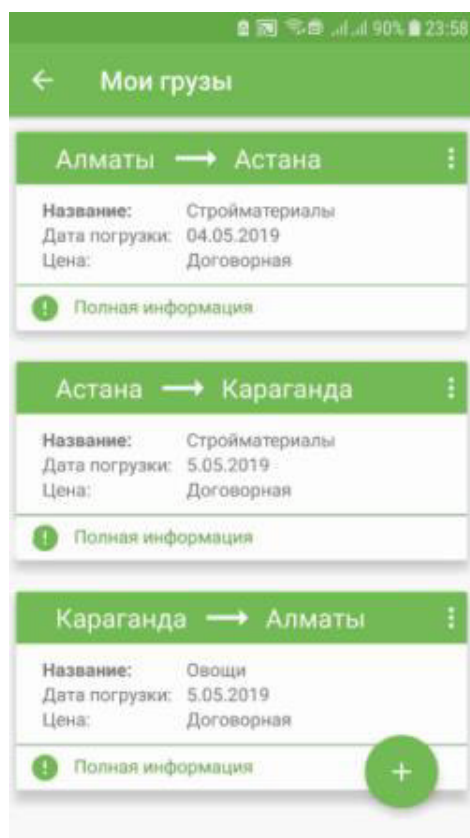 90% 23:58
Мои грузы
Алматы → Астана
Название: Стройматериалы
Дата погрузки: 04.05.2019
Цена: Договорная
Полная информация
Астана → Караганда
Название: Стройматериалы
Дата погрузки: 5.05.2019
Цена: Договорная
Полная информация
Караганда → Алматы
Название: Овощи
Дата погрузки: 5.05.2019
Цена: Договорная
Полная информация